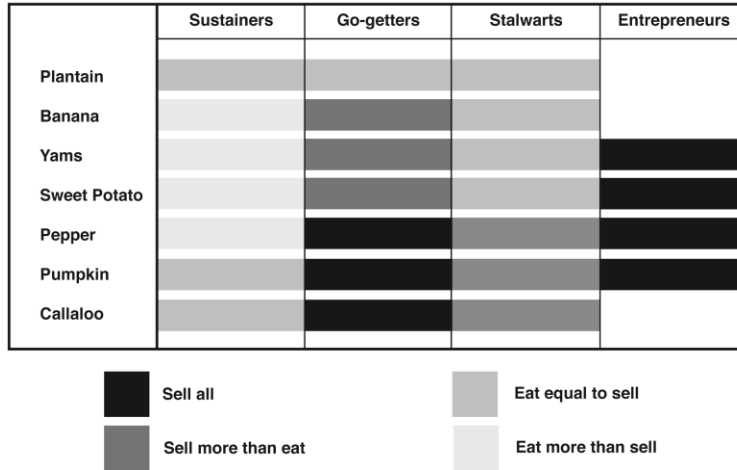 Sustainers Go-getters Stalwarts Entrepreneurs
Plantain
Banana
Yams
Sweet Potato
Pepper
Pumpkin
Callaloo
Sell all Eat equal to sell
Sell more than eat Eat more than sell